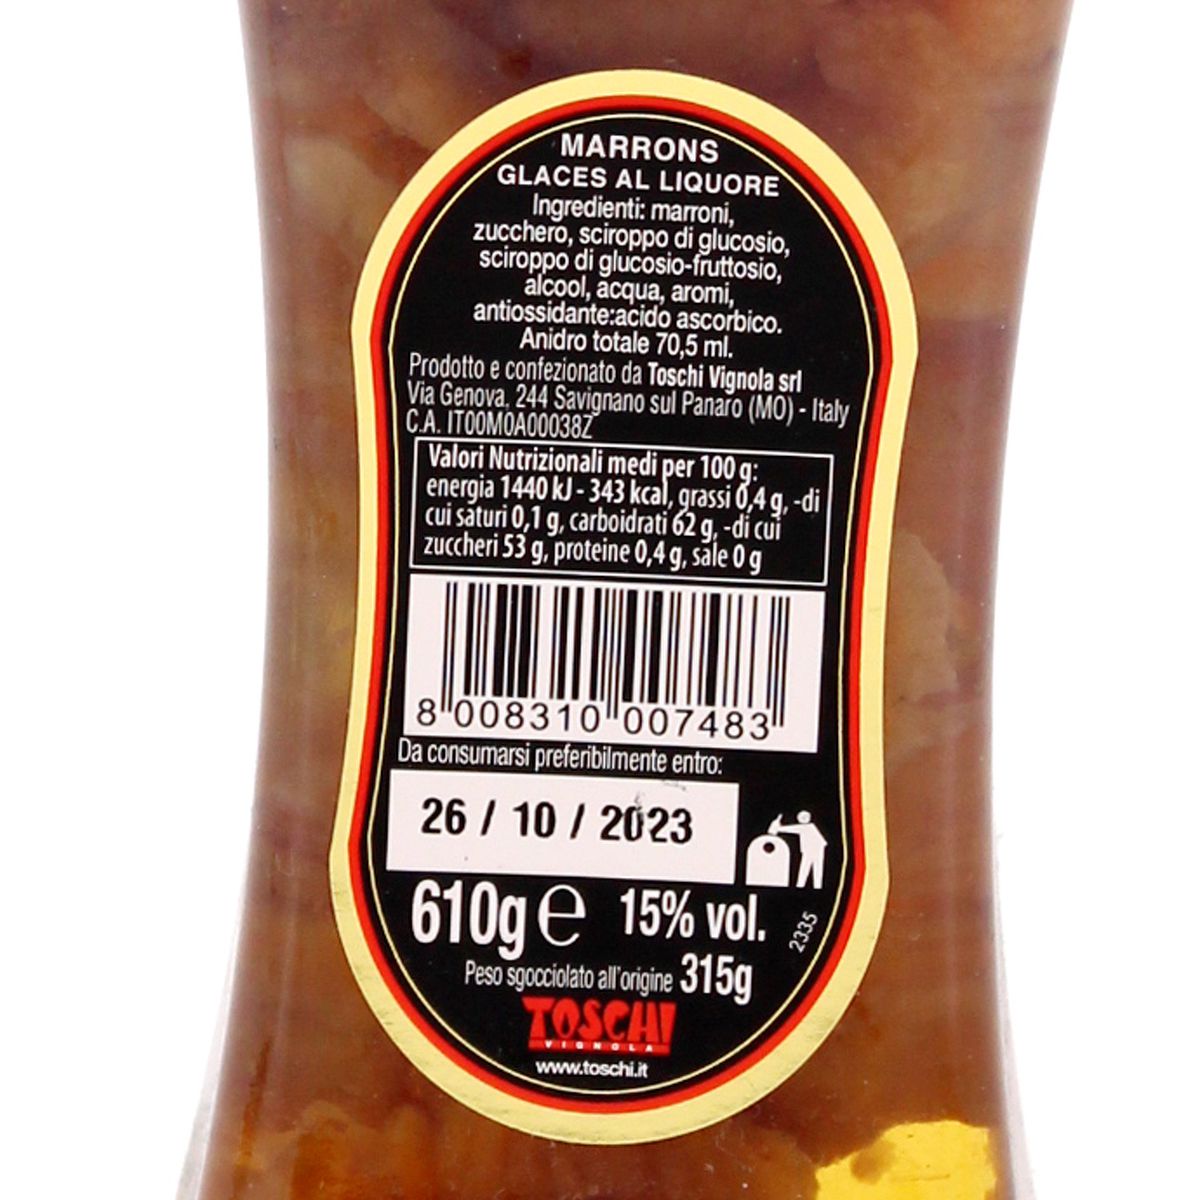 MARRONS
GLACES AL LIQUORE
Ingredienti: marroni,
zucchero, sciroppo di glucosio,
sciroppo di glucosio-fruttosio,
alcool, acqua, aromi,
antiossidante:acido ascorbico.
Anidro totale 70,5 ml.
Prodotto e confezionato da Toschi Vignola srl
Via Genova, 244 Savignano sul Panaro (MO) - Italy
C.A. IT00M0A00038Z
Valori Nutrizionali medi per 100 g:
energia 1440 kJ - 343 kcal, grassi 0,4 g, -di
cui saturi 0,1 g, carboidrati 62 g, -di cui
zuccheri 53 g, proteine 0,4 g, sale 0 g
8 008310 007483
Da consumarsi preferibilmente entro:
26 / 10 / 2023
610g e 15% vol.
2335
Peso sgocciolato all'origine 315g
TOSCHI
VIGNOLA
www.toschi.it